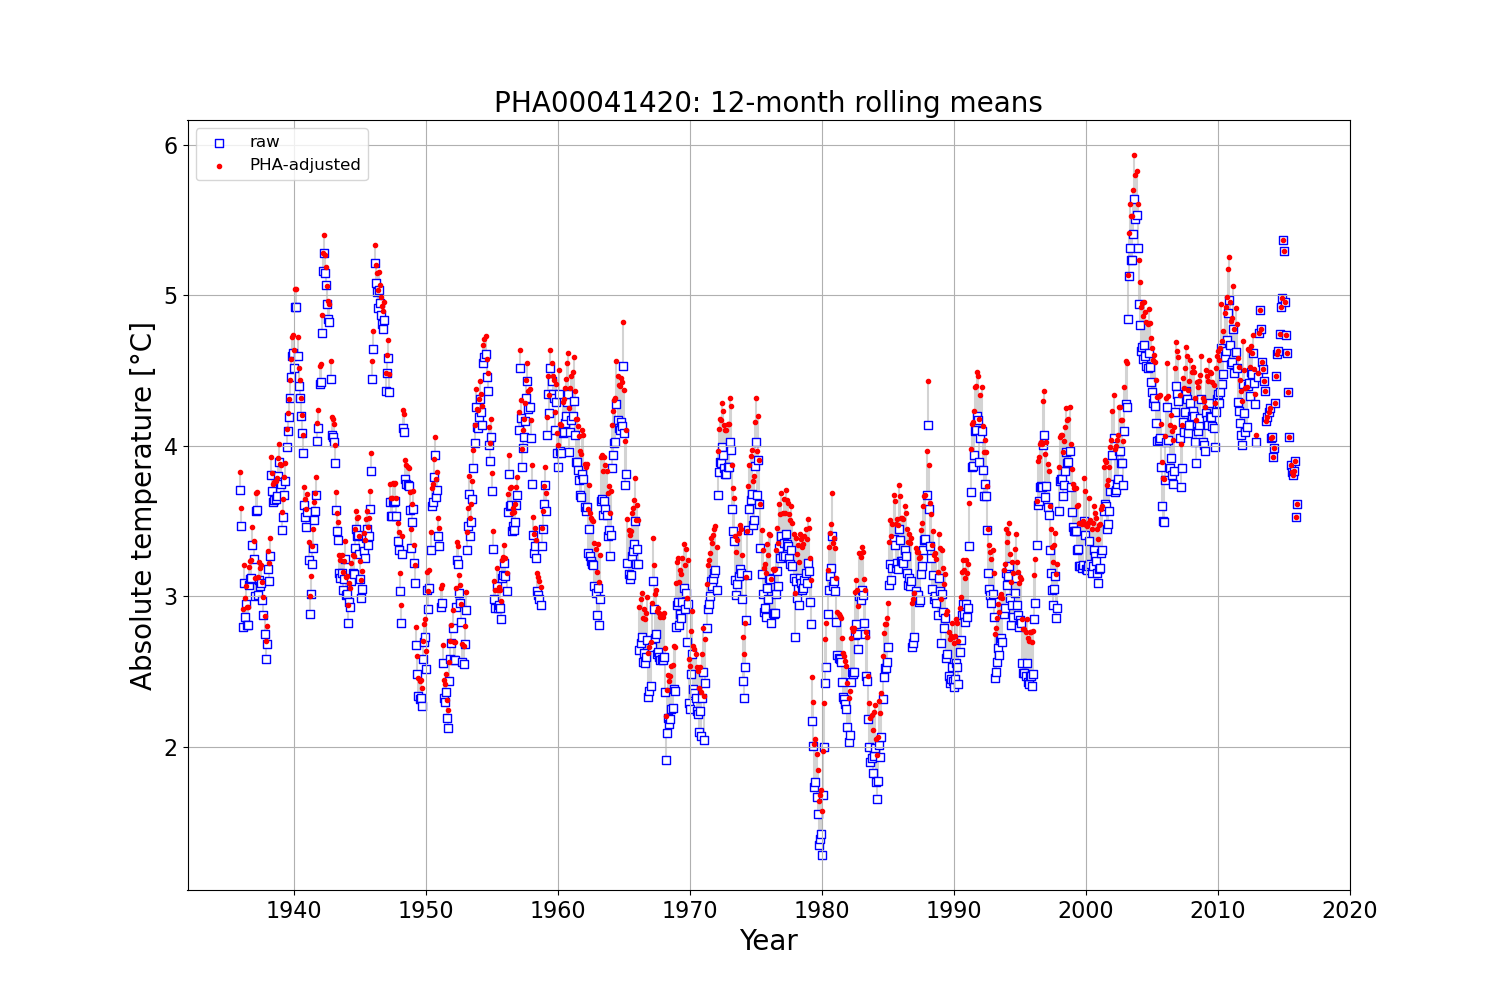 PHA00041420: 12-month rolling means
raw
PHA-adjusted
6
5
4
3
2
Absolute temperature [°C]
1940 1950 1960 1970 1980 1990 2000 2010 2020
Year